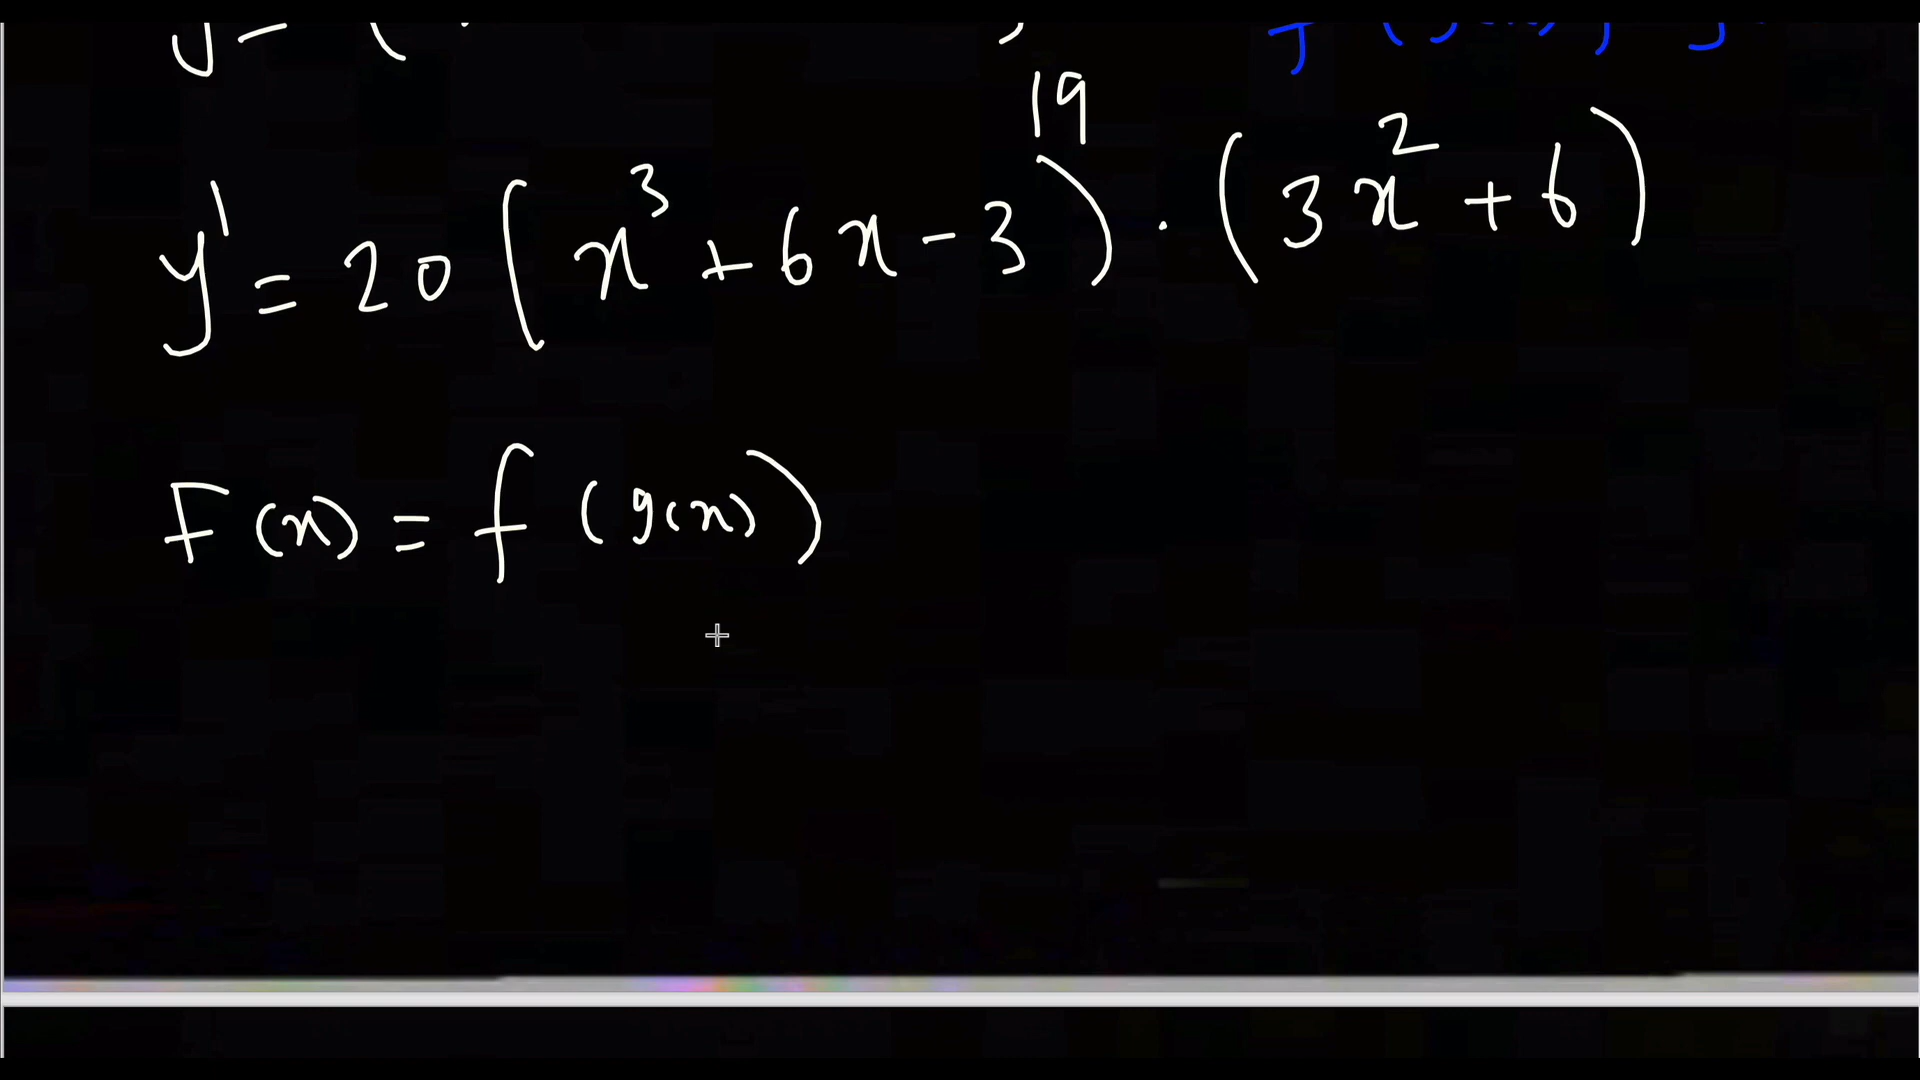 y' = 20 (x³ + 6x - 3)¹⁹ · (3x² + 6)
F(x) = f(g(x))